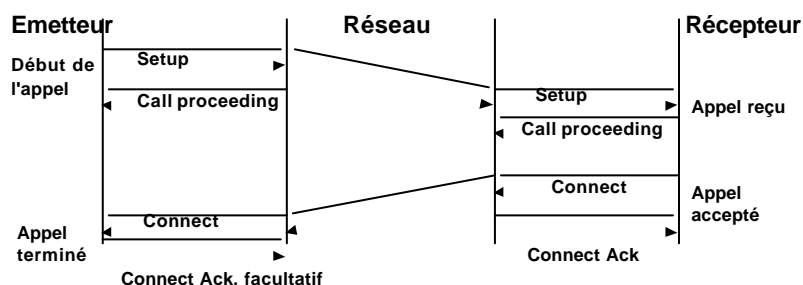 Emetteur
Réseau
Récepteur
Début de
l'appel
Setup
Call proceeding
Setup
Appel reçu
Call proceeding
Connect
Appel
accepté
Connect
Appel
terminé
Connect Ack
Connect Ack. facultatif